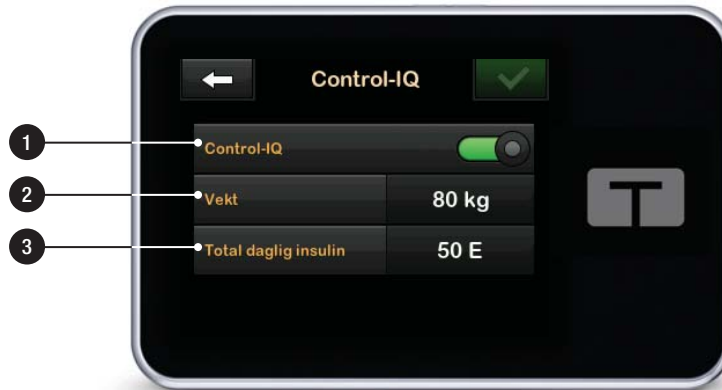 Control-IQ
1
Control-IQ
2
Vekt
80 kg
3
Total daglig insulin
50 E